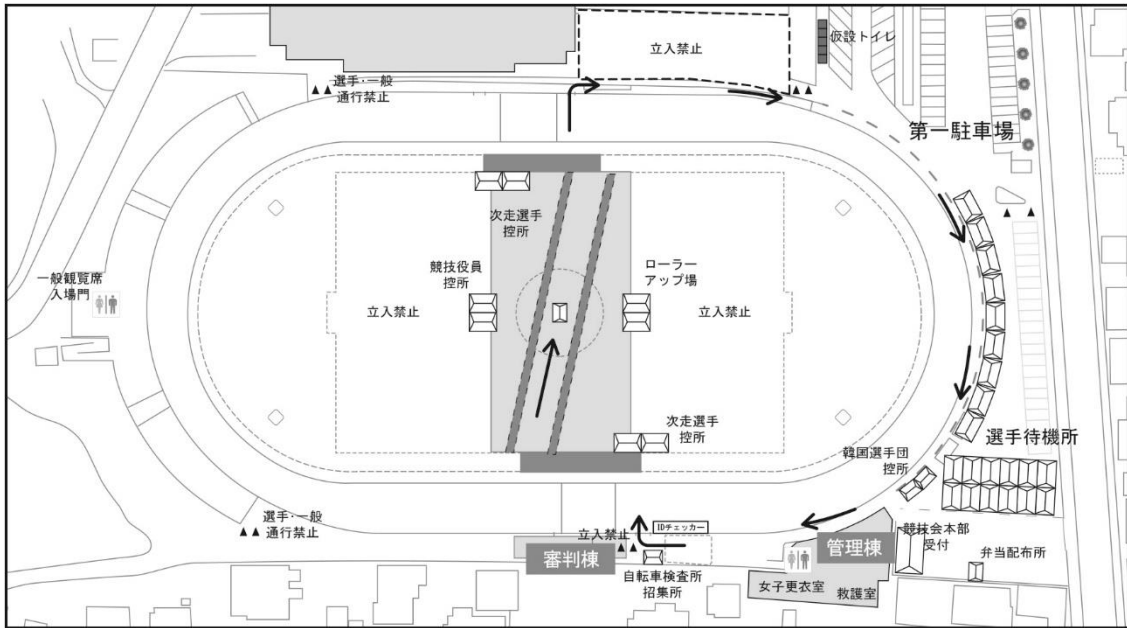 立入禁止
仮設トイレ
選手･一般
通行禁止
第一駐車場
次走選手
控所
競技役員
控所
ローラー
アップ場
一般観覧席
入場門
立入禁止
立入禁止
次走選手
控所
選手待機所
韓国選手団
控所
選手･一般
通行禁止
立入禁止
IDチェッカー
審判棟
管理棟
競技会本部
受付
弁当配布所
自転車検査所
招集所
女子更衣室
救護室